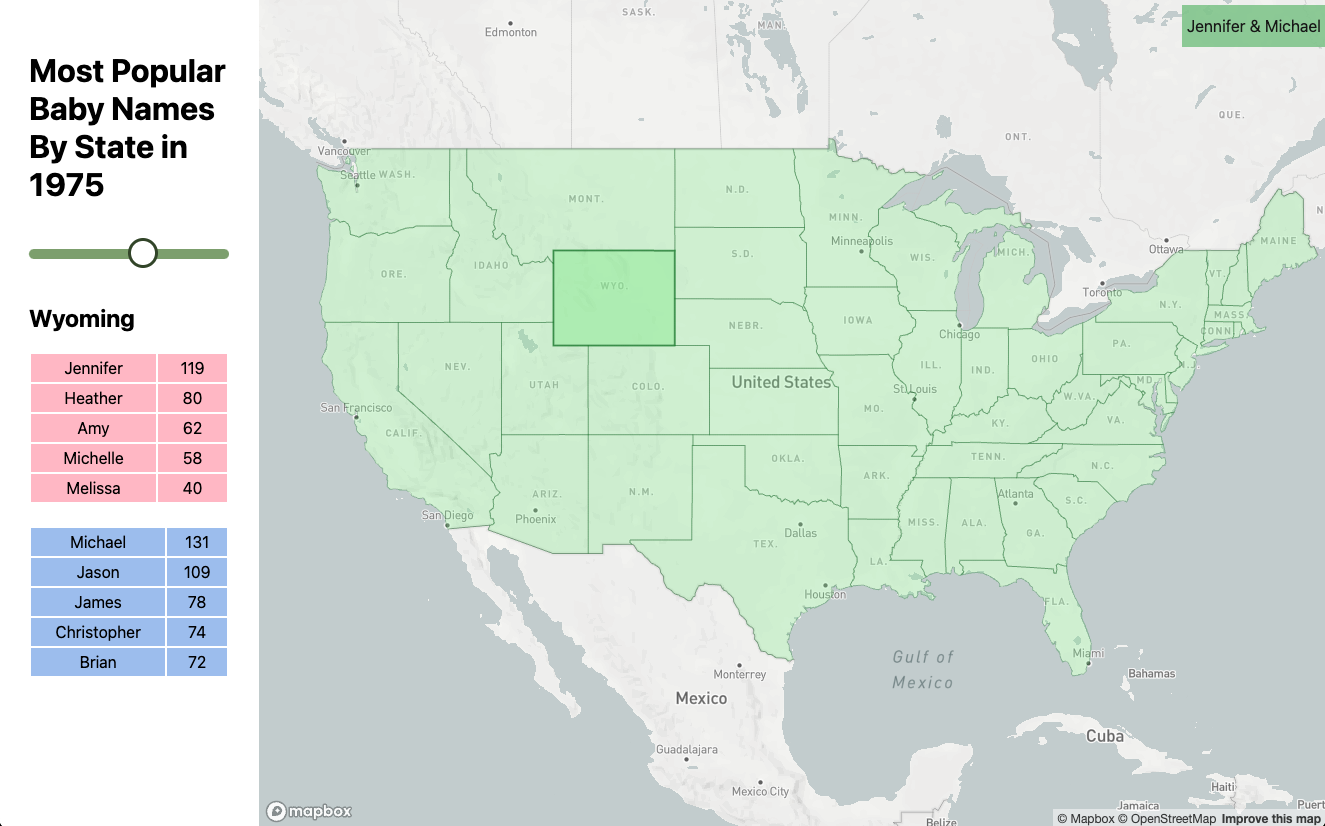 Most Popular
Baby Names
By State in
1975
Wyoming
Jennifer 119
Heather 80
Amy 62
Michelle 58
Melissa 40
Michael 131
Jason 109
James 78
Christopher 74
Brian 72
Jennifer & Michael
SASK.
MAN.
Edmonton
QUE.
ONT.
Vancouver
Seattle WASH.
MONT.
N.D.
MINN.
Minneapolis
Ottawa
MAINE
ORE.
IDAHO
WYO.
S.D.
WIS.
MICH.
VT.
Toronto
N.Y.
MASS
CONN
NEBR.
IOWA
Chicago
PA.
NEV.
UTAH
COLO.
United States
ILL.
IND.
OHIO
MD.
N.
San Francisco
St. Louis
MO.
W.VA.
KY.
VA.
CALIF.
OKLA.
ARK.
TENN.
N.C.
San Diego
ARIZ.
Phoenix
N.M.
Atlanta
S.C.
Dallas
TEX.
MISS.
ALA.
GA.
LA.
Houston
FLA.
Miami
Gulf of
Mexico
Monterrey
Bahamas
Mexico
Cuba
Guadalajara
Mexico City
Haiti
Jamaica
Puert
Belize
mapbox
© Mapbox © OpenStreetMap Improve this map